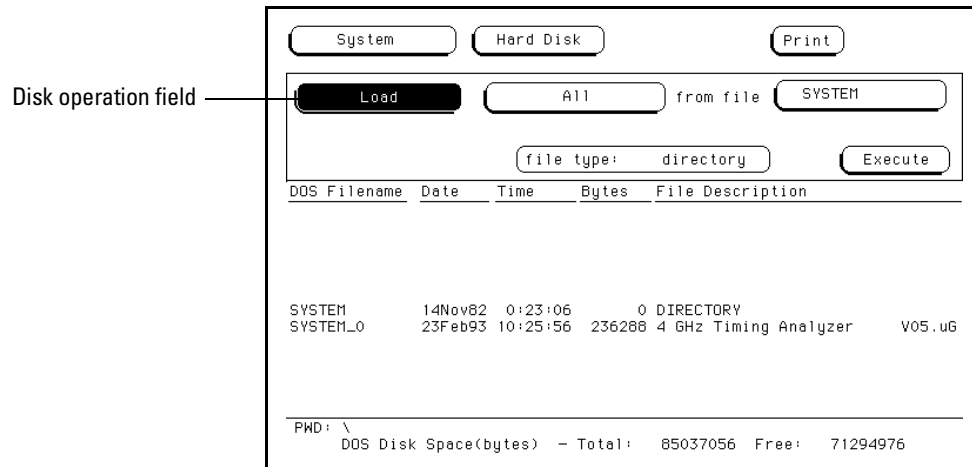 System Hard Disk Print
Disk operation field
Load All from file SYSTEM
file type: directory Execute
DOS Filename Date Time Bytes File Description
SYSTEM 14Nov82 0:23:06 0 DIRECTORY
SYSTEM_0 23Feb93 10:25:56 236288 4 GHz Timing Analyzer V05.uG
PWD: \
DOS Disk Space(bytes) - Total: 85037056 Free: 71294976